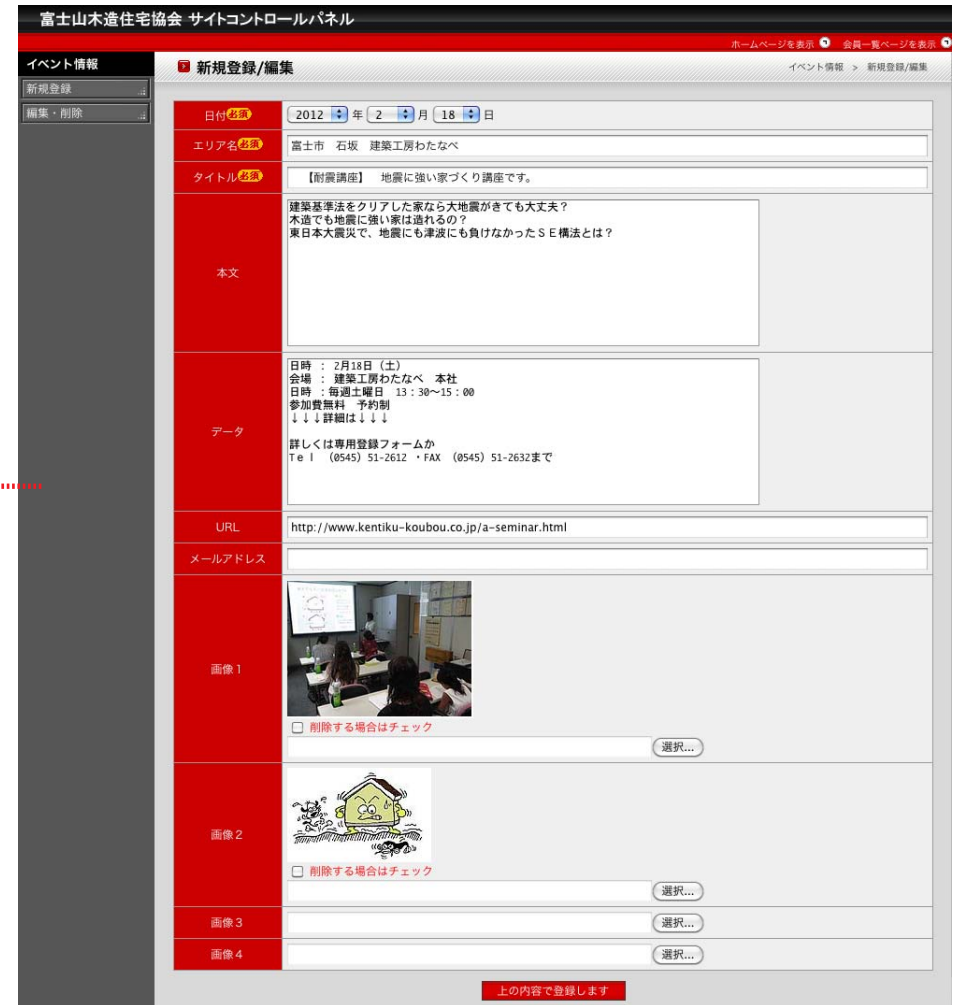 富士山木造住宅協会 サイトコントロールパネル
ホームページを表示 会員一覧ページを表示
イベント情報
新規登録/編集
イベント情報 > 新規登録/編集
新規登録
編集・削除
日付必須 2012 年 2 月 18 日
エリア名必須 富士市 石坂 建築工房わたなべ
タイトル必須 【耐震講座】 地震に強い家づくり講座です。
本文
建築基準法をクリアした家なら大地震がきても大丈夫？
木造でも地震に強い家は造れるの？
東日本大震災で、地震にも津波にも負けなかったＳＥ構法とは？
データ
日時 : 2月18日（土）
会場 : 建築工房わたなべ 本社
日時 ：毎週土曜日 13：30〜15：00
参加費無料 予約制
↓↓↓詳細は↓↓↓
詳しくは専用登録フォームか
Ｔｅｌ （0545）51-2612 ・FAX （0545）51-2632まで
URL http://www.kentiku-koubou.co.jp/a-seminar.html
メールアドレス
画像1
削除する場合はチェック
選択...
画像2
削除する場合はチェック
選択...
画像3 選択...
画像4 選択...
上の内容で登録します